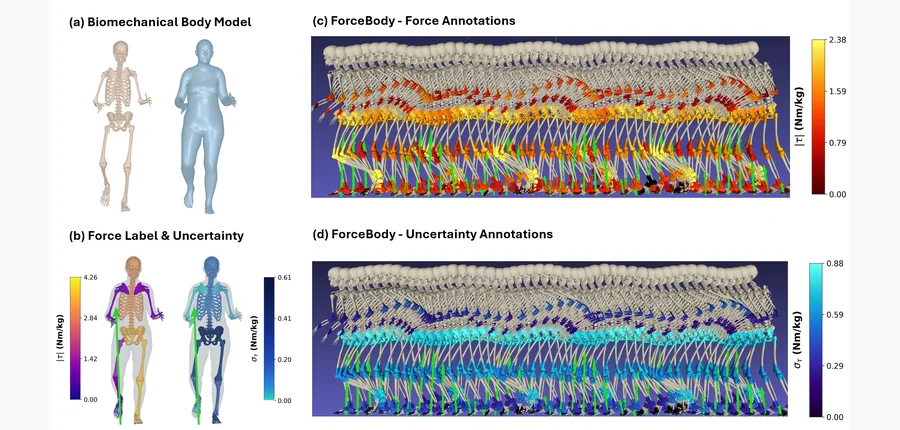 (a) Biomechanical Body Model
(b) Force Label & Uncertainty
4.26
2.84
1.42
0.00
|τ| (Nm/kg)
0.61
0.41
0.20
0.00
στ (Nm/kg)
(c) ForceBody - Force Annotations
2.38
1.59
0.79
0.00
|τ| (Nm/kg)
(d) ForceBody - Uncertainty Annotations
0.88
0.59
0.29
0.00
στ (Nm/kg)